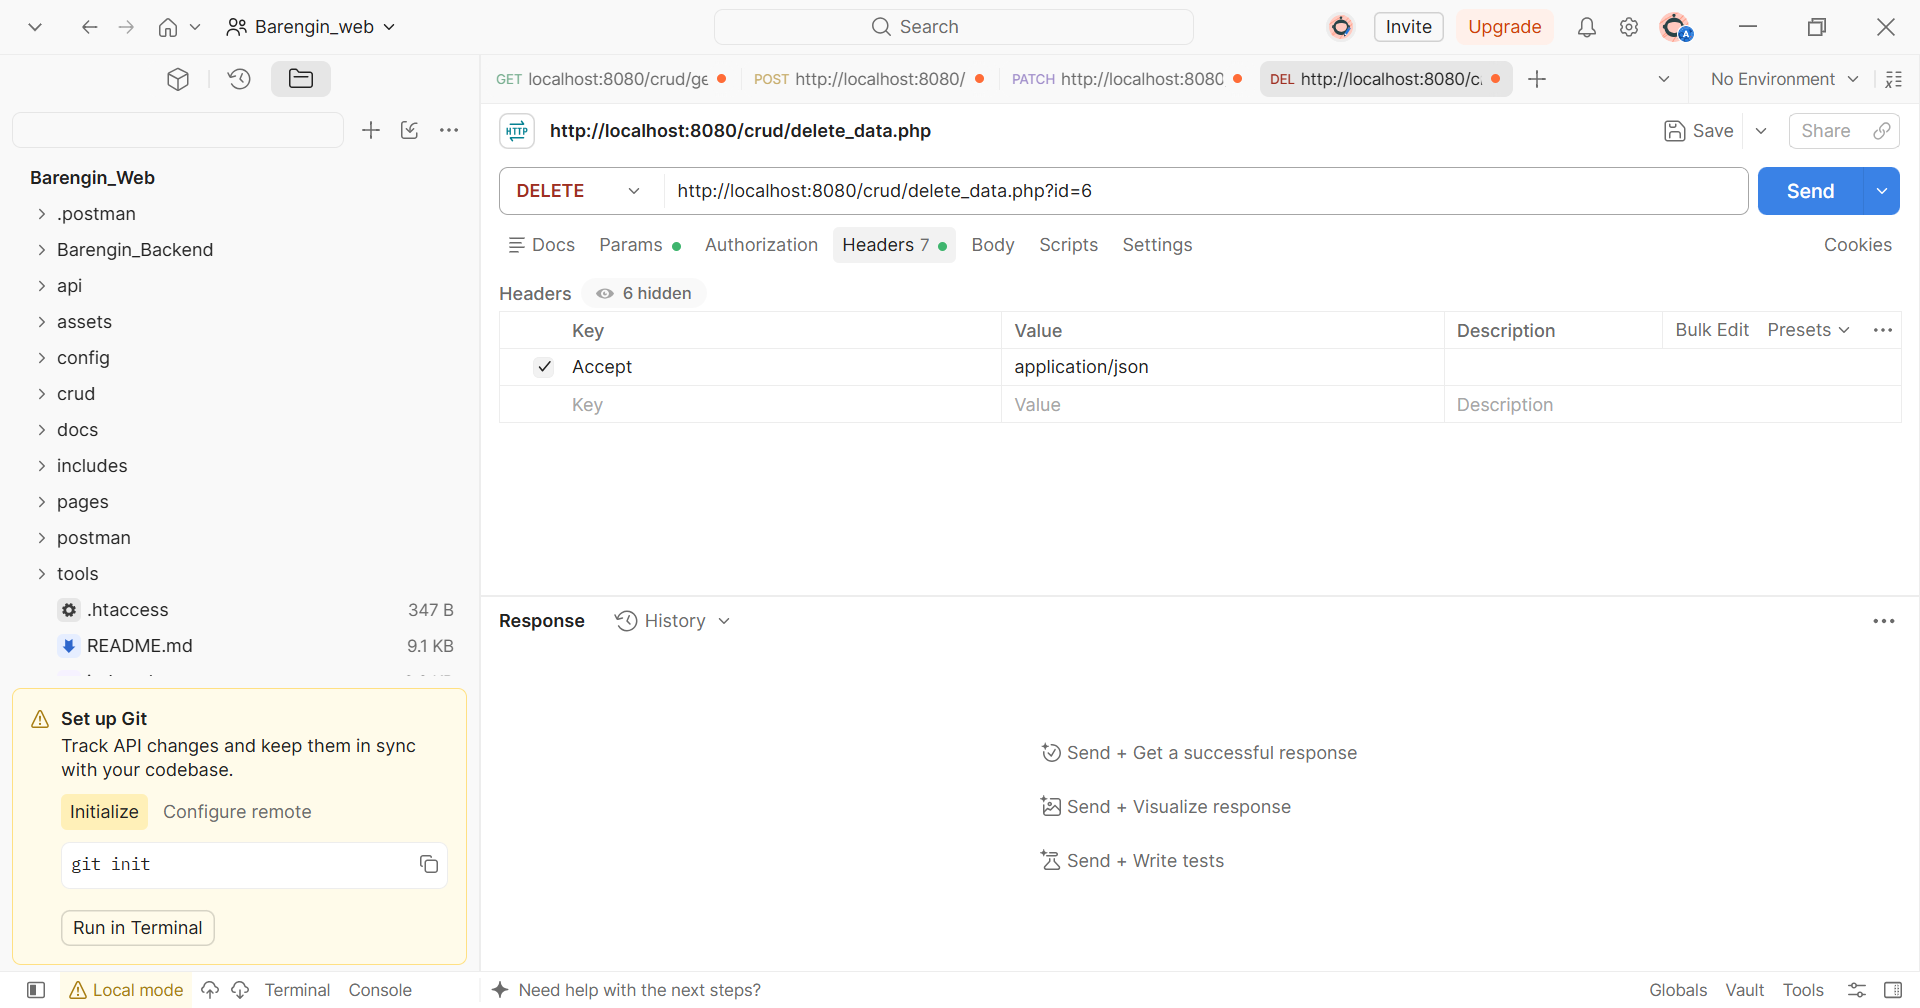 Barengin_web
Search
Invite
Upgrade
A
GET localhost:8080/crud/ge
POST http://localhost:8080/
PATCH http://localhost:8080
DEL http://localhost:8080/c
No Environment
HTTP
http://localhost:8080/crud/delete_data.php
Save
Share
Barengin_Web
.postman
Barengin_Backend
api
assets
config
crud
docs
includes
pages
postman
tools
.htaccess 347 B
README.md 9.1 KB
DELETE
http://localhost:8080/crud/delete_data.php?id=6
Send
Docs Params Authorization Headers 7 Body Scripts Settings Cookies
Headers 6 hidden
Key Value Description Bulk Edit Presets
Accept application/json
Key Value Description
Response History
Send + Get a successful response
Send + Visualize response
Send + Write tests
Set up Git
Track API changes and keep them in sync
with your codebase.
Initialize Configure remote
git init
Run in Terminal
Local mode Terminal Console
Need help with the next steps?
Globals Vault Tools